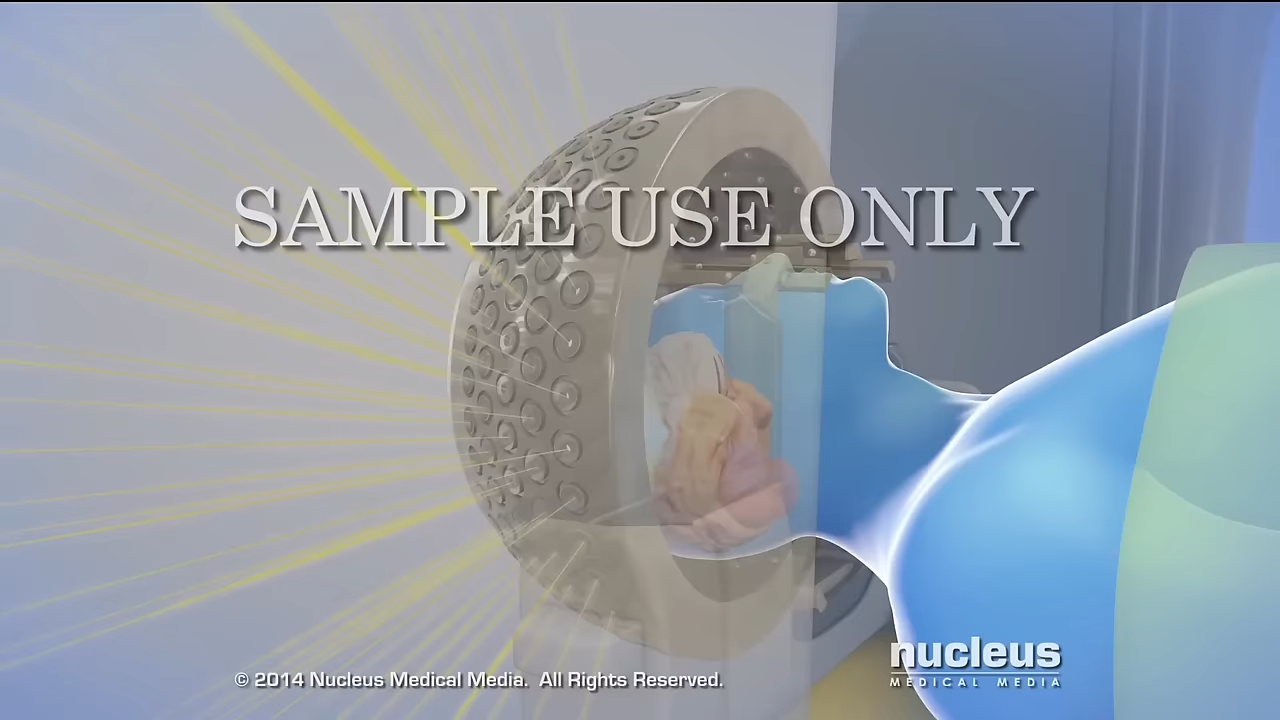 SAMPLE USE ONLY
nucleus
MEDICAL MEDIA
© 2014 Nucleus Medical Media. All Rights Reserved.